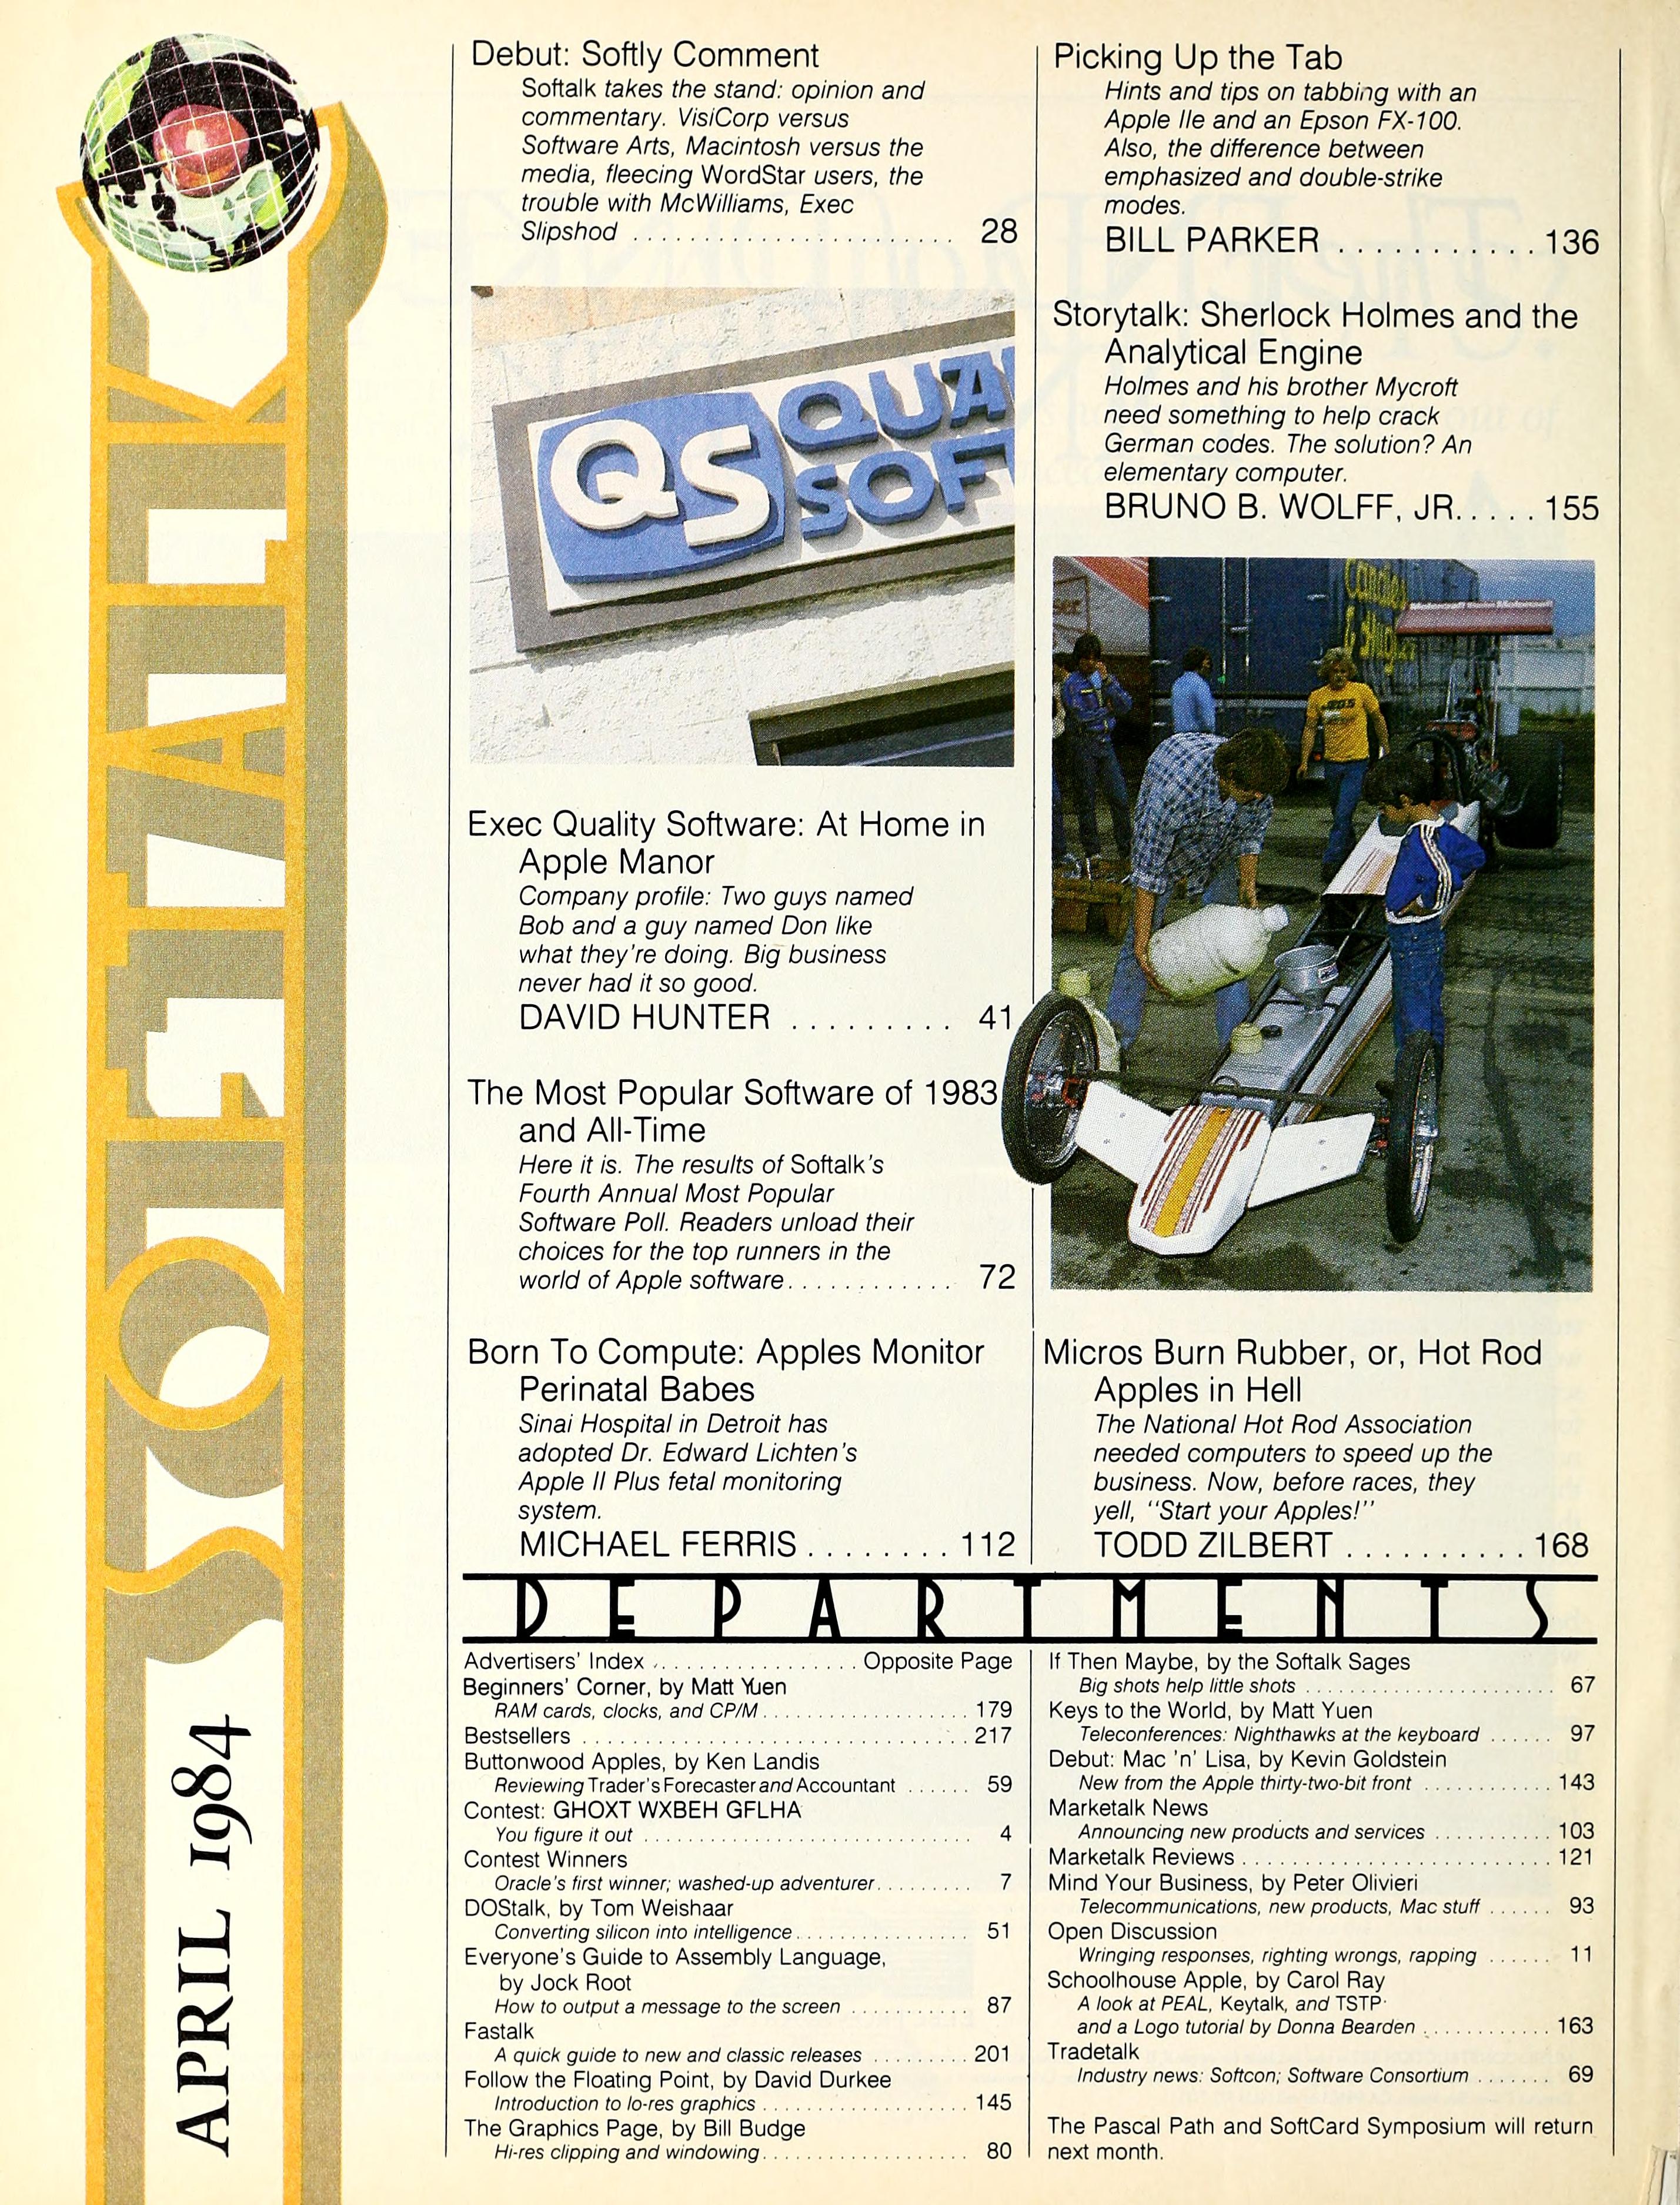 SOFTALK
APRIL 1984
Debut: Softly Comment
Softalk takes the stand: opinion and
commentary. VisiCorp versus
Software Arts, Macintosh versus the
media, fleecing WordStar users, the
trouble with McWilliams, Exec
Slipshod ........................ 28
QS QUA
SOFT
Exec Quality Software: At Home in
Apple Manor
Company profile: Two guys named
Bob and a guy named Don like
what they're doing. Big business
never had it so good.
DAVID HUNTER ......... 41
The Most Popular Software of 1983
and All-Time
Here it is. The results of Softalk's
Fourth Annual Most Popular
Software Poll. Readers unload their
choices for the top runners in the
world of Apple software............ 72
Born To Compute: Apples Monitor
Perinatal Babes
Sinai Hospital in Detroit has
adopted Dr. Edward Lichten's
Apple II Plus fetal monitoring
system.
MICHAEL FERRIS ........ 112
Picking Up the Tab
Hints and tips on tabbing with an
Apple IIe and an Epson FX-100.
Also, the difference between
emphasized and double-strike
modes.
BILL PARKER ........... 136
Storytalk: Sherlock Holmes and the
Analytical Engine
Holmes and his brother Mycroft
need something to help crack
German codes. The solution? An
elementary computer.
BRUNO B. WOLFF, JR..... 155
Micros Burn Rubber, or, Hot Rod
Apples in Hell
The National Hot Rod Association
needed computers to speed up the
business. Now, before races, they
yell, "Start your Apples!"
TODD ZILBERT .......... 168
DEPARTMENTS
Advertisers' Index ................. Opposite Page
Beginners' Corner, by Matt Yuen
RAM cards, clocks, and CP/M .................... 179
Bestsellers ................................ 217
Buttonwood Apples, by Ken Landis
Reviewing Trader's Forecaster and Accountant ...... 59
Contest: GHOXT WXBEH GFLHA
You figure it out ................................ 4
Contest Winners
Oracle's first winner; washed-up adventurer......... 7
DOStalk, by Tom Weishaar
Converting silicon into intelligence................. 51
Everyone's Guide to Assembly Language,
by Jock Root
How to output a message to the screen ............ 87
Fastalk
A quick guide to new and classic releases ......... 201
Follow the Floating Point, by David Durkee
Introduction to lo-res graphics .................... 145
The Graphics Page, by Bill Budge
Hi-res clipping and windowing.................... 80
If Then Maybe, by the Softalk Sages
Big shots help little shots ........................ 67
Keys to the World, by Matt Yuen
Teleconferences: Nighthawks at the keyboard ...... 97
Debut: Mac 'n' Lisa, by Kevin Goldstein
New from the Apple thirty-two-bit front ............ 143
Marketalk News
Announcing new products and services ........... 103
Marketalk Reviews .......................... 121
Mind Your Business, by Peter Olivieri
Telecommunications, new products, Mac stuff ...... 93
Open Discussion
Wringing responses, righting wrongs, rapping ...... 11
Schoolhouse Apple, by Carol Ray
A look at PEAL, Keytalk, and TSTP
and a Logo tutorial by Donna Bearden ............ 163
Tradetalk
Industry news: Softcon; Software Consortium ....... 69
The Pascal Path and SoftCard Symposium will return
next month.